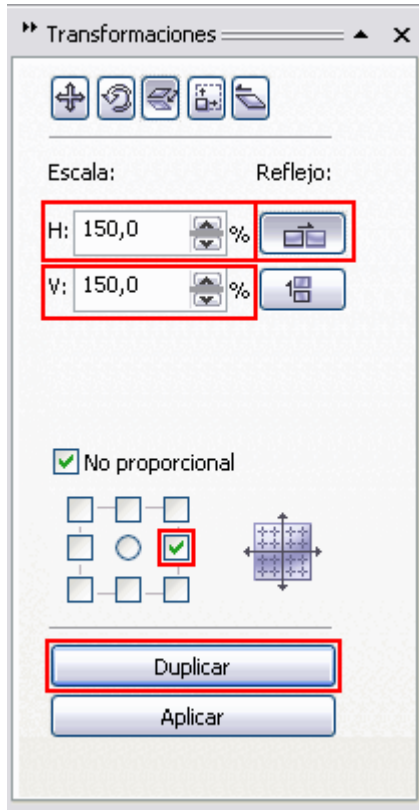 Transformaciones
Escala: Reflejo:
H: 150,0 %
V: 150,0 %
No proporcional
Duplicar
Aplicar